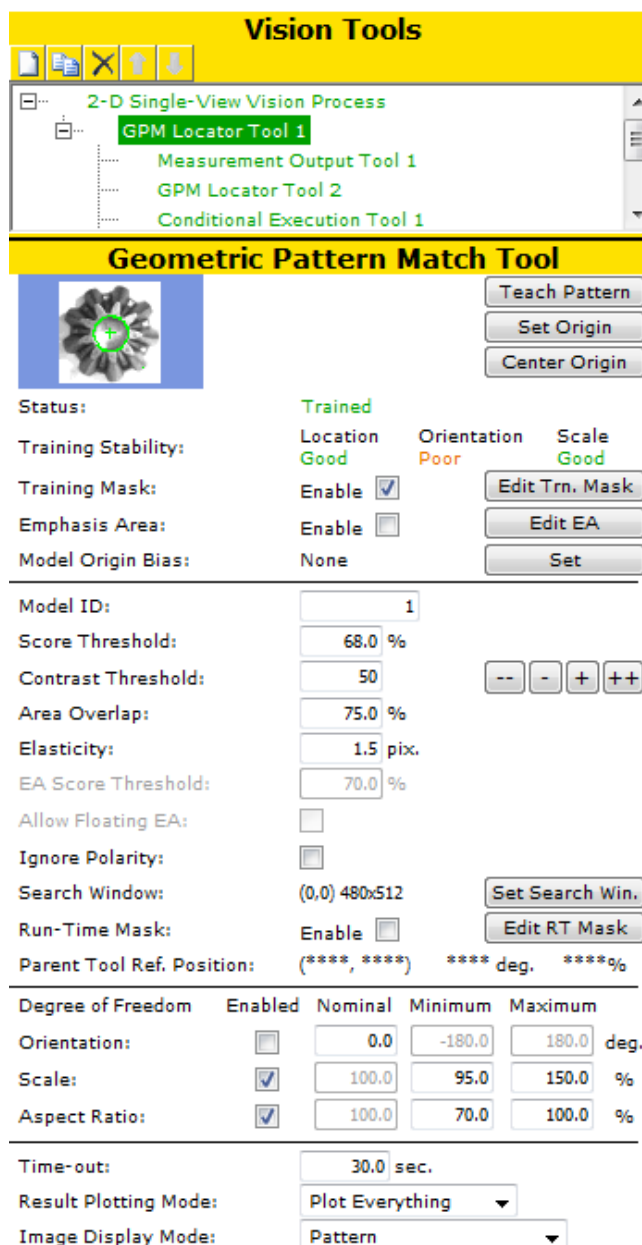 Vision Tools
2-D Single-View Vision Process
GPM Locator Tool 1
Measurement Output Tool 1
GPM Locator Tool 2
Conditional Execution Tool 1
Geometric Pattern Match Tool
Teach Pattern
Set Origin
Center Origin
Status: Trained
Training Stability: Location Orientation Scale
Good Poor Good
Training Mask: Enable Edit Trn. Mask
Emphasis Area: Enable Edit EA
Model Origin Bias: None Set
Model ID: 1
Score Threshold: 68.0 %
Contrast Threshold: 50 -- - + ++
Area Overlap: 75.0 %
Elasticity: 1.5 pix.
EA Score Threshold: 70.0 %
Allow Floating EA:
Ignore Polarity:
Search Window: (0,0) 480x512 Set Search Win.
Run-Time Mask: Enable Edit RT Mask
Parent Tool Ref. Position: (****, ****) **** deg. ****%
Degree of Freedom Enabled Nominal Minimum Maximum
Orientation: 0.0 -180.0 180.0 deg.
Scale: 100.0 95.0 150.0 %
Aspect Ratio: 100.0 70.0 100.0 %
Time-out: 30.0 sec.
Result Plotting Mode: Plot Everything
Image Display Mode: Pattern